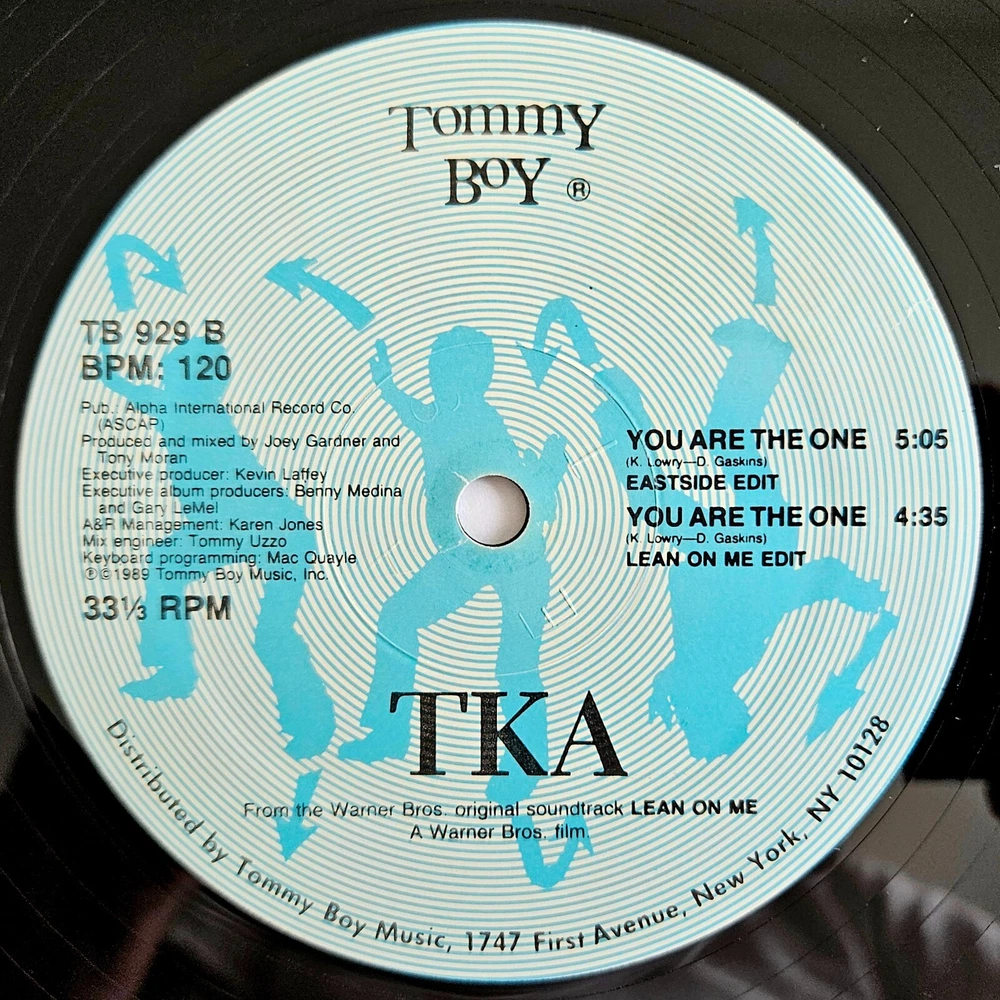 Tommy
Boy ®
TB 929 B
BPM: 120
Pub.: Alpha International Record Co.
(ASCAP)
Produced and mixed by Joey Gardner and
Tony Moran
Executive producer: Kevin Laffey
Executive album producers: Benny Medina
and Gary LeMel
A&R Management: Karen Jones
Mix engineer: Tommy Uzzo
Keyboard programming: Mac Quayle
℗©1989 Tommy Boy Music, Inc.
33⅓ RPM
YOU ARE THE ONE 5:05
(K. Lowry—D. Gaskins)
EASTSIDE EDIT
YOU ARE THE ONE 4:35
(K. Lowry—D. Gaskins)
LEAN ON ME EDIT
TKA
From the Warner Bros. original soundtrack LEAN ON ME
A Warner Bros. film.
Distributed by Tommy Boy Music, 1747 First Avenue, New York, NY 10128